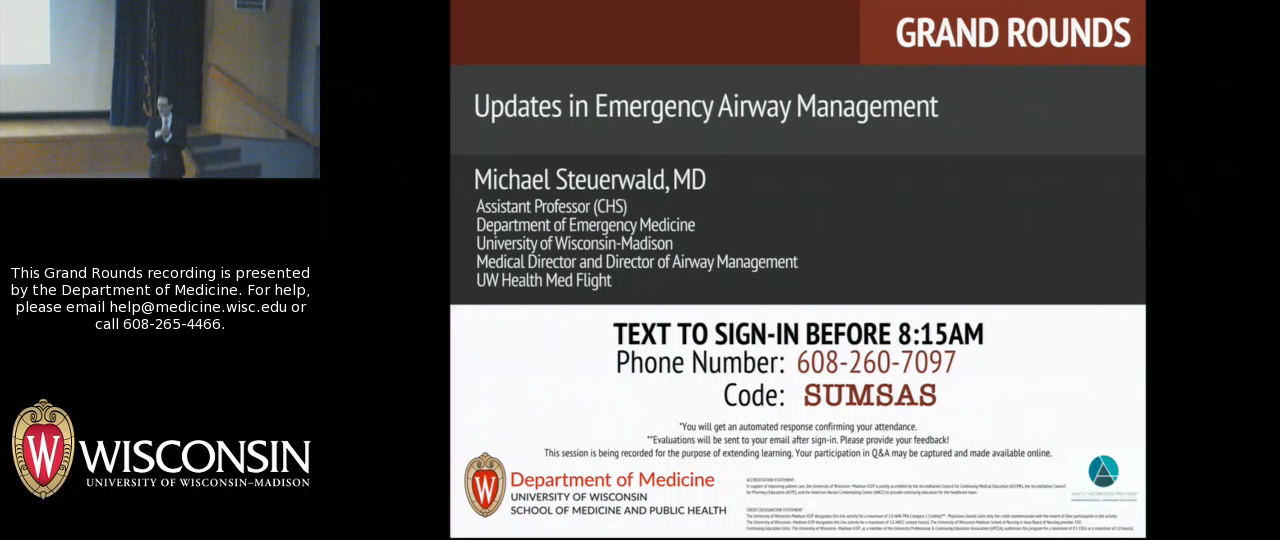 GRAND ROUNDS
Updates in Emergency Airway Management
Michael Steuerwald, MD
Assistant Professor (CHS)
Department of Emergency Medicine
University of Wisconsin-Madison
Medical Director and Director of Airway Management
UW Health Med Flight
TEXT TO SIGN-IN BEFORE 8:15AM
Phone Number: 608-260-7097
Code: SUMSAS
*You will get an automated response confirming your attendance.
**Evaluations will be sent to your email after sign-in. Please provide your feedback!
This session is being recorded for the purpose of extending learning. Your participation in Q&A may be captured and made available online.
W
Department of Medicine
UNIVERSITY OF WISCONSIN
SCHOOL OF MEDICINE AND PUBLIC HEALTH
ACCREDITATION STATEMENT
CREDIT DESIGNATION STATEMENT
This Grand Rounds recording is presented
by the Department of Medicine. For help,
please email help@medicine.wisc.edu or
call 608-265-4466.
W
WISCONSIN
UNIVERSITY OF WISCONSIN–MADISON